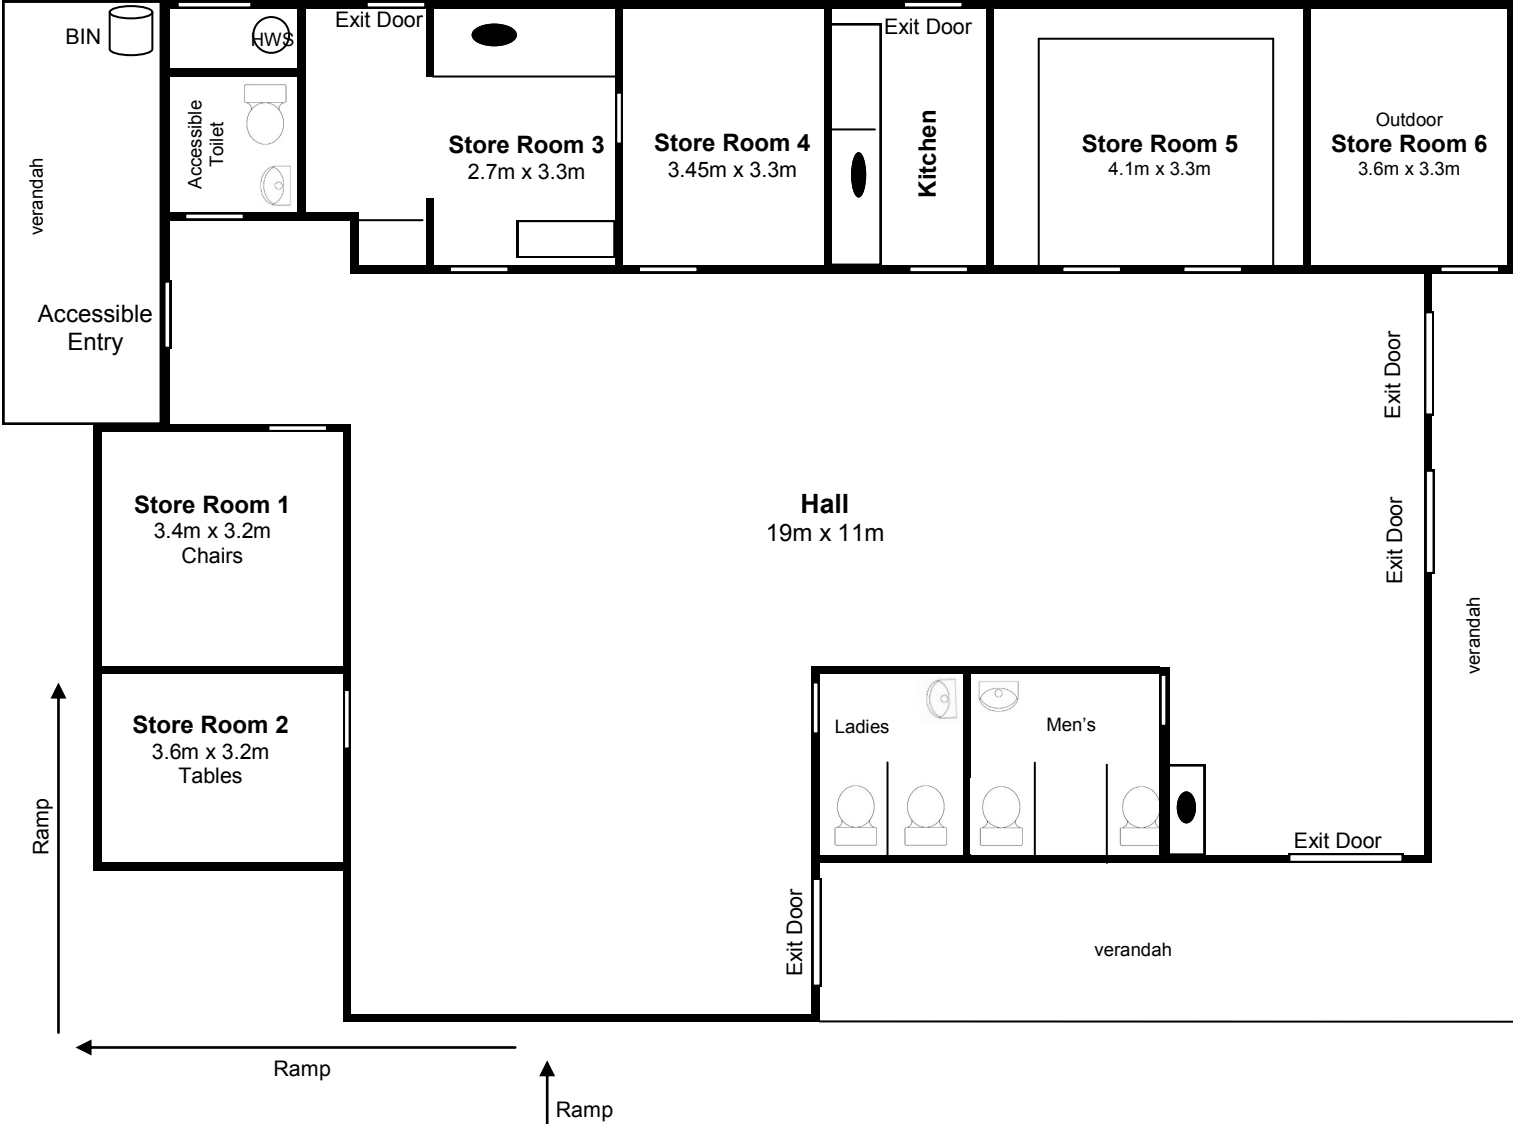 BIN
HWS
Exit Door
Exit Door
Accessible
Toilet
verandah
Store Room 3
2.7m x 3.3m
Store Room 4
3.45m x 3.3m
Kitchen
Store Room 5
4.1m x 3.3m
Outdoor
Store Room 6
3.6m x 3.3m
Accessible
Entry
Exit Door
Store Room 1
3.4m x 3.2m
Chairs
Hall
19m x 11m
Exit Door
verandah
Store Room 2
3.6m x 3.2m
Tables
Ladies
Men's
Ramp
Exit Door
Exit Door
verandah
Ramp
Ramp